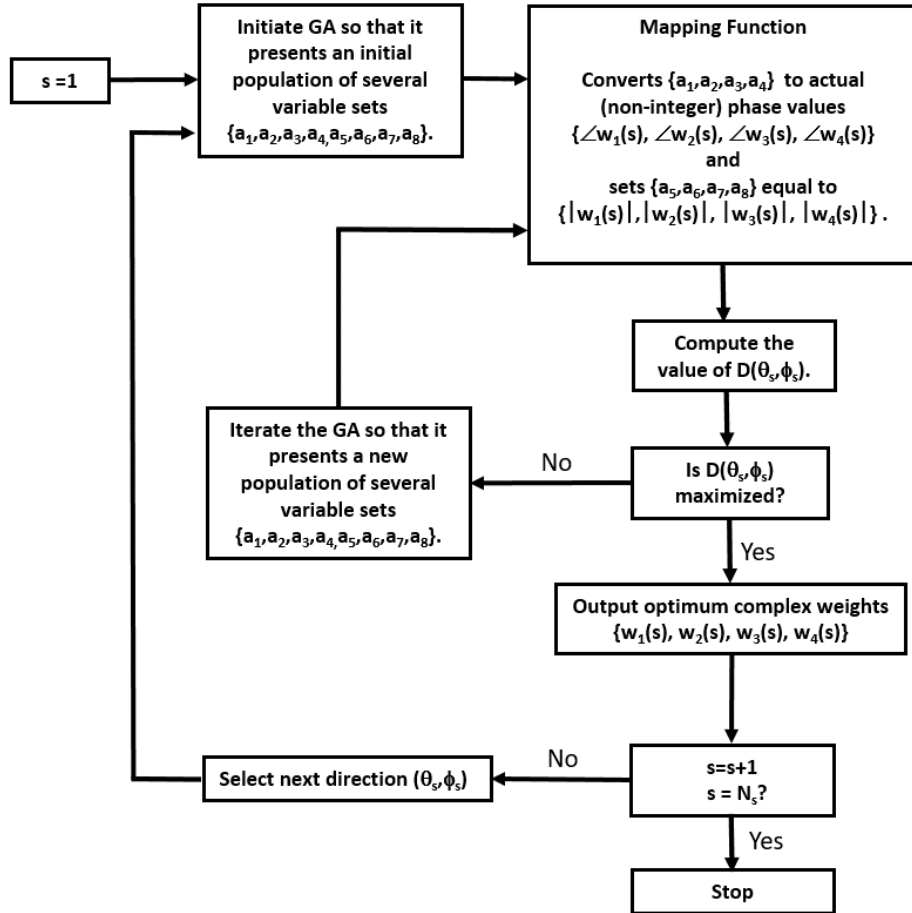 s =1
Initiate GA so that it
presents an initial
population of several
variable sets
{a₁,a₂,a₃,a₄,a₅,a₆,a₇,a₈}.
Mapping Function
Converts {a₁,a₂,a₃,a₄} to actual
(non-integer) phase values
{∠w₁(s), ∠w₂(s), ∠w₃(s), ∠w₄(s)}
and
sets {a₅,a₆,a₇,a₈} equal to
{|w₁(s)|,|w₂(s)|, |w₃(s)|, |w₄(s)|} .
Compute the
value of D(θₛ,ϕₛ).
Is D(θₛ,ϕₛ)
maximized?
No
Iterate the GA so that it
presents a new
population of several
variable sets
{a₁,a₂,a₃,a₄,a₅,a₆,a₇,a₈}.
Yes
Output optimum complex weights
{w₁(s), w₂(s), w₃(s), w₄(s)}
s=s+1
s = Nₛ?
No
Select next direction (θₛ,ϕₛ)
Yes
Stop